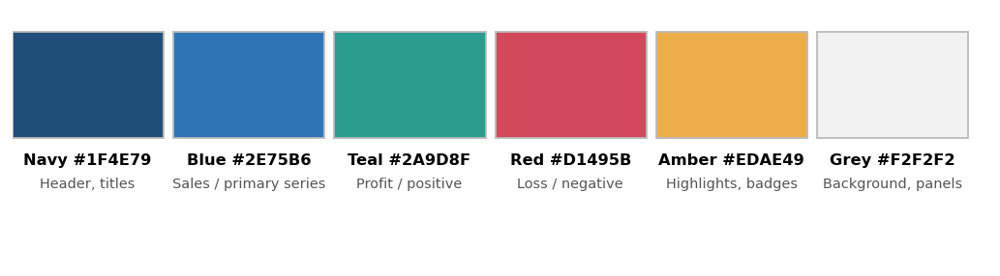 Navy #1F4E79
Header, titles
Blue #2E75B6
Sales / primary series
Teal #2A9D8F
Profit / positive
Red #D1495B
Loss / negative
Amber #EDAE49
Highlights, badges
Grey #F2F2F2
Background, panels